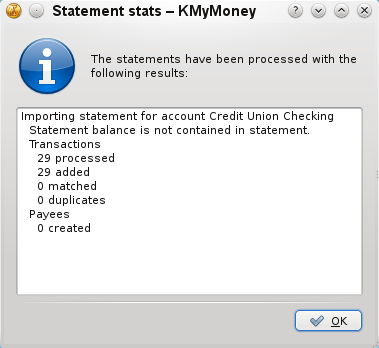 Statement stats – KMyMoney
The statements have been processed with the
following results:
Importing statement for account Credit Union Checking
Statement balance is not contained in statement.
Transactions
29 processed
29 added
0 matched
0 duplicates
Payees
0 created
OK